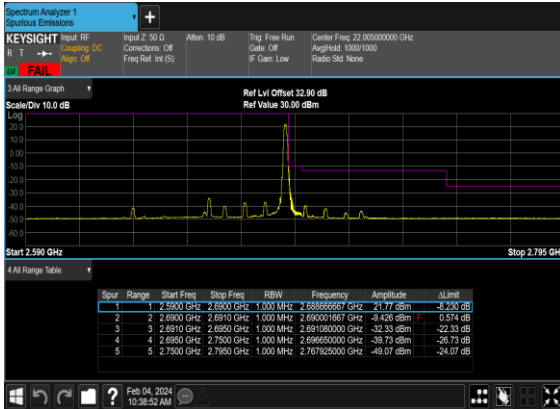 Spectrum Analyzer 1
Spurious Emissions
+
KEYSIGHT
Input: RF
Coupling: DC
Align: Off
Input Z: 50 Ω
Corrections: Off
Freq Ref: Int (S)
Atten: 10 dB
Trig: Free Run
Gate: Off
IF Gain: Low
Center Freq: 22.005000000 GHz
Avg|Hold: 1000/1000
Radio Std: None
R T
FAIL
3 All Range Graph
Scale/Div 10.0 dB
Ref Lvl Offset 32.90 dB
Ref Value 30.00 dBm
Log
20.0
10.0
0.00
-10.0
-20.0
-30.0
-40.0
-50.0
-60.0
Start 2.590 GHz
Stop 2.795 GH
4 All Range Table
Spur Range Start Freq Stop Freq RBW Frequency Amplitude ΔLimit
1 1 2.5900 GHz 2.6900 GHz 1.000 MHz 2.688666667 GHz 21.77 dBm -8.230 dB
2 2 2.6900 GHz 2.6910 GHz 1.000 MHz 2.690001667 GHz -9.426 dBm 0.574 dB
3 3 2.6910 GHz 2.6950 GHz 1.000 MHz 2.691080000 GHz -32.33 dBm -22.33 dB
4 4 2.6950 GHz 2.7500 GHz 1.000 MHz 2.696650000 GHz -39.73 dBm -26.73 dB
5 5 2.7500 GHz 2.7950 GHz 1.000 MHz 2.767925000 GHz -49.07 dBm -24.07 dB
?
Feb 04, 2024
10:38:52 AM